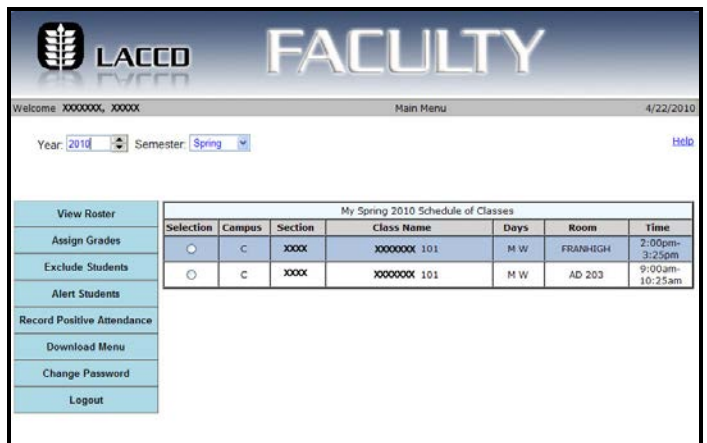 LACCD FACULTY
Welcome XXXXXXX, XXXXX Main Menu 4/22/2010
Year: 2010 Semester: Spring Help
View Roster
Assign Grades
Exclude Students
Alert Students
Record Positive Attendance
Download Menu
Change Password
Logout
My Spring 2010 Schedule of Classes
Selection Campus Section Class Name Days Room Time
C XXXX XXXXXXX 101 M W FRANHIGH 2:00pm-
3:25pm
C XXXX XXXXXXX 101 M W AD 203 9:00am-
10:25am